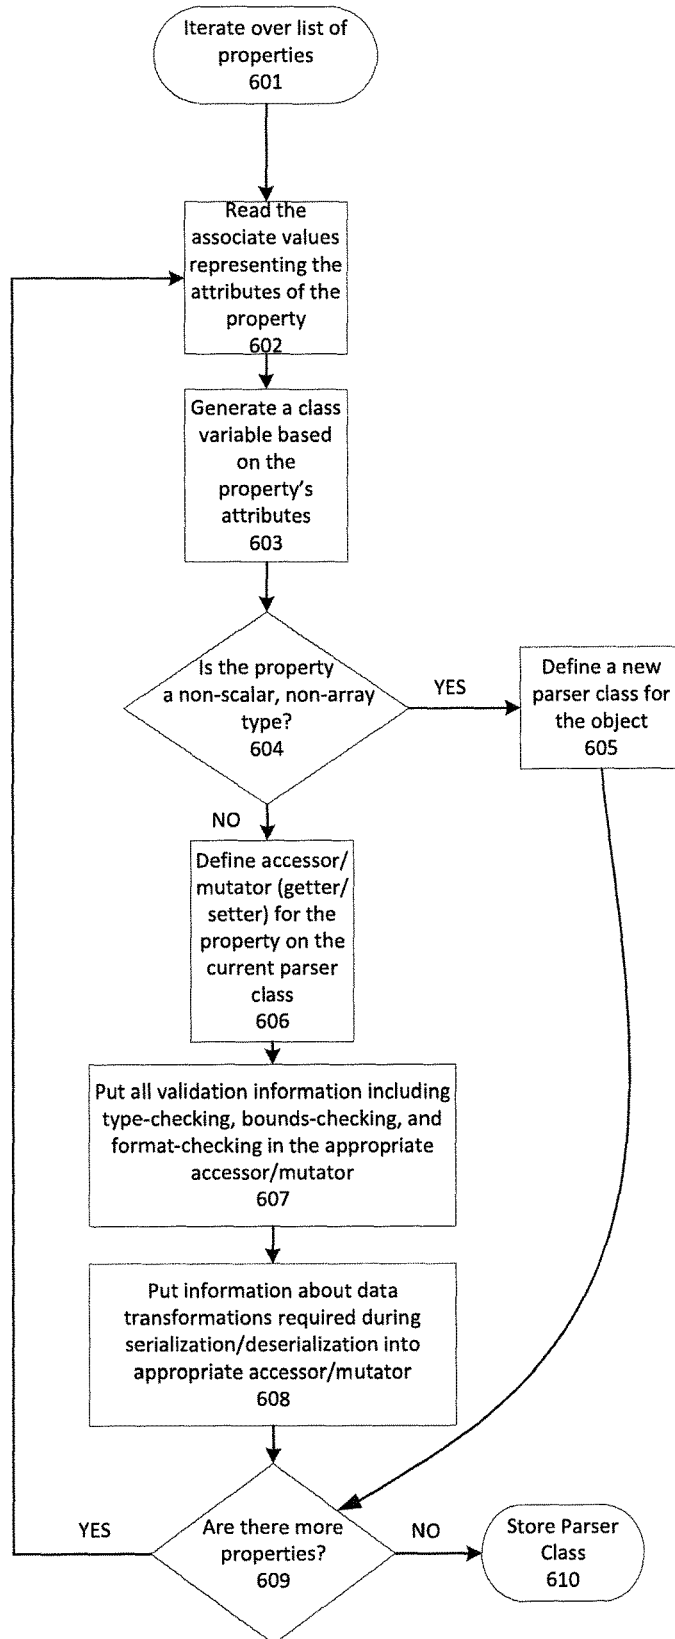 Iterate over list of
properties
601
Read the
associate values
representing the
attributes of the
property
602
Generate a class
variable based
on the
property's
attributes
603
Is the property
a non-scalar, non-array
type?
604
YES
Define a new
parser class for
the object
605
NO
Define accessor/
mutator (getter/
setter) for the
property on the
current parser
class
606
Put all validation information including
type-checking, bounds-checking, and
format-checking in the appropriate
accessor/mutator
607
Put information about data
transformations required during
serialization/deserialization into
appropriate accessor/mutator
608
YES
Are there more
properties?
609
NO
Store Parser
Class
610